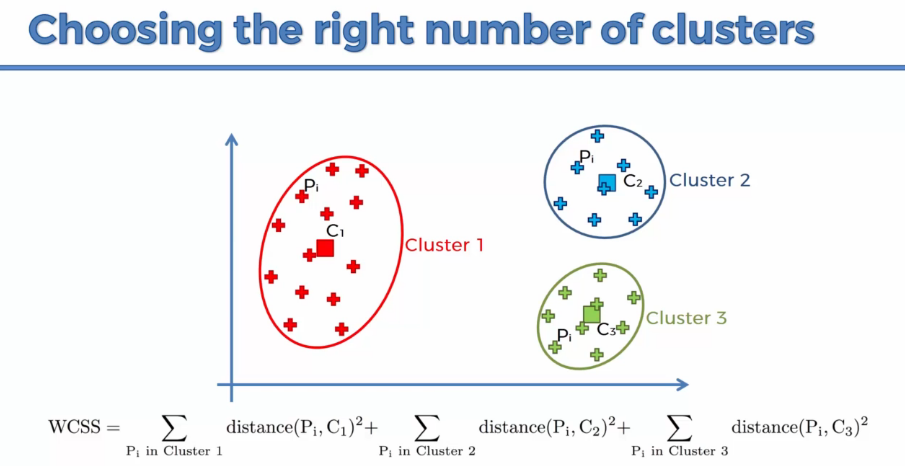 Choosing the right number of clusters
Pᵢ
C₁
Cluster 1
Pᵢ
C₂
Cluster 2
Pᵢ
C₃
Cluster 3
WCSS = ∑ distance(Pᵢ, C₁)² + ∑ distance(Pᵢ, C₂)² + ∑ distance(Pᵢ, C₃)²
Pᵢ in Cluster 1 Pᵢ in Cluster 2 Pᵢ in Cluster 3